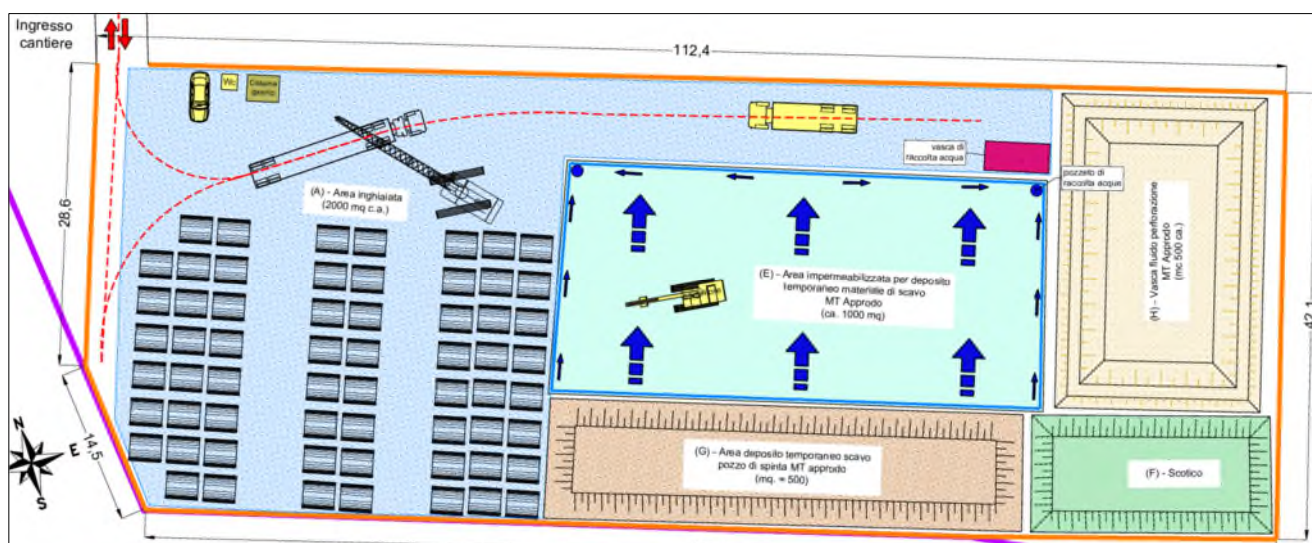 Ingresso
cantiere
112,4
Wc
Cisterna
gasolio
28,6
(A) - Area inghiaiata
(2000 mq c.a.)
vasca di
raccolta acqua
pozzeto di
raccolta acque
(E) - Area impermeabilizzata per deposito
temporaneo materiale di scavo
MT Approdo
(ca. 1000 mq)
(H) - Vasca fluido perforazione
MT Approdo
(mc 500 ca.)
42,1
14,5
N
E
S
(G) - Area deposito temporaneo scavo
pozzo di spinta MT approdo
(mq. = 500)
(F) - Scotico